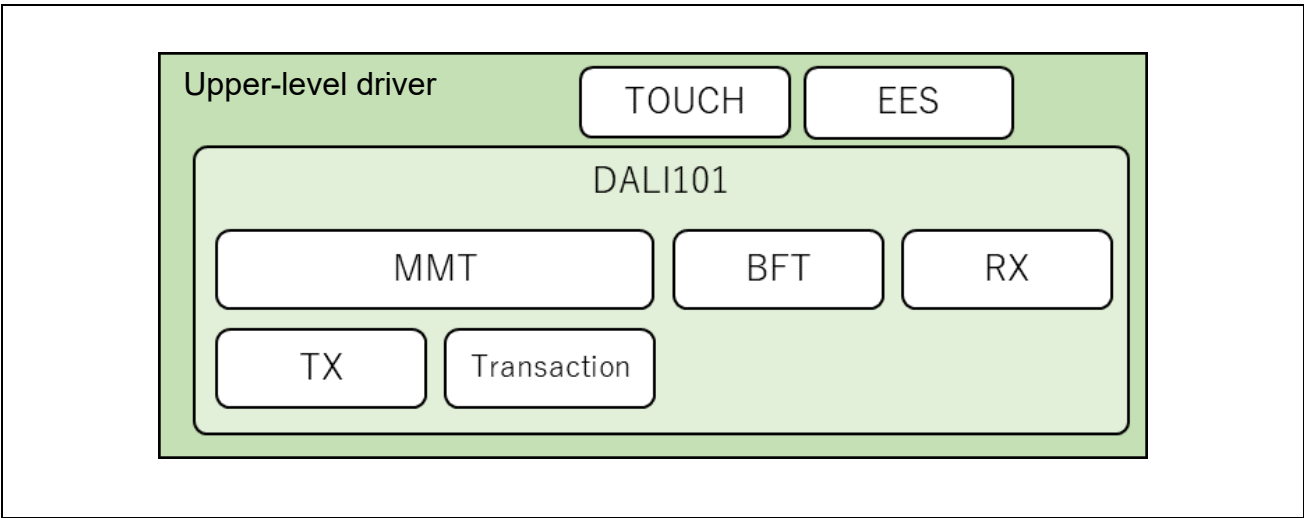 Upper-level driver
TOUCH
EES
DALI101
MMT
BFT
RX
TX
Transaction